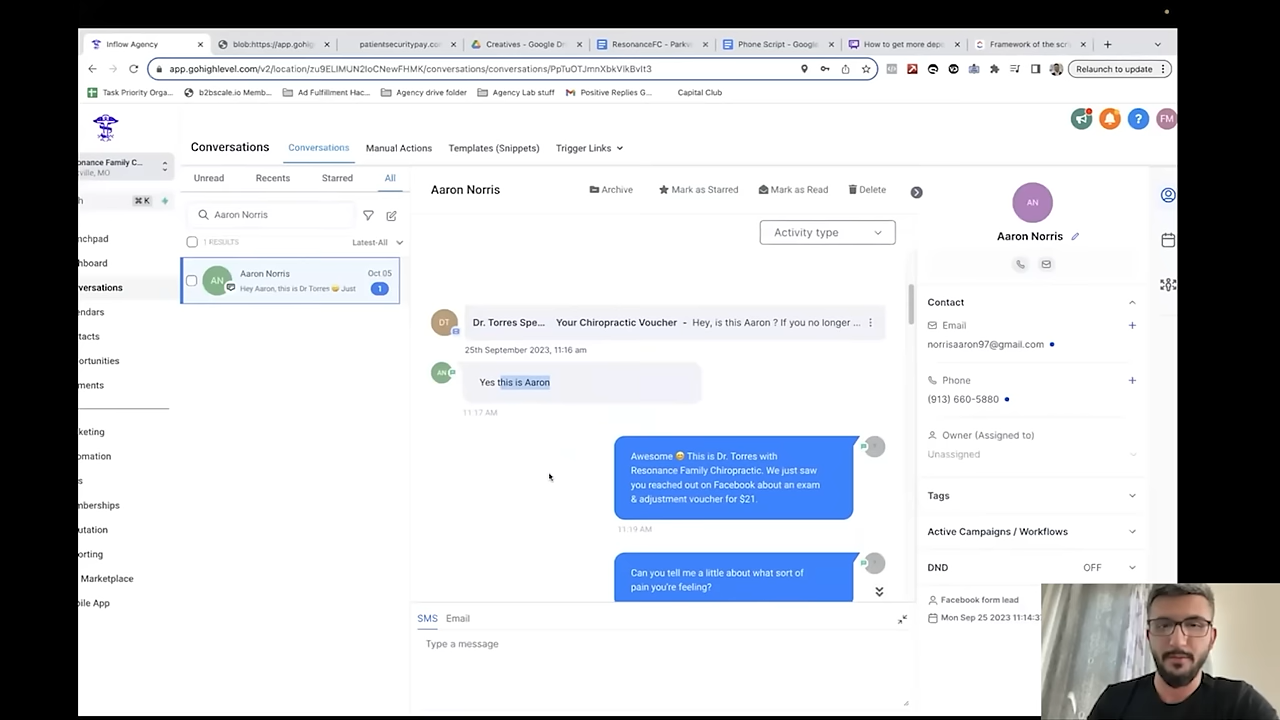 Inflow Agency
blob:https://app.gohigh
patientsecuritypay.co
Creatives - Google D
ResonanceFC - Parkv
Phone Script - Google
How to get more dep
Framework of the scr
app.gohighlevel.com/v2/location/zu9ELIMUN2IoCNewFHMK/conversations/conversations/PpTuOTJmnXbkVlkBvIt3
Relaunch to update
Task Priority Orga...
b2bscale.io Memb...
Ad Fulfillment Hac...
Agency drive folder
Agency Lab stuff
Positive Replies G...
Capital Club
Conversations
Conversations
Manual Actions
Templates (Snippets)
Trigger Links
FM
onance Family C...
ville, MO
h
⌘K
nchpad
hboard
versations
endars
tacts
ortunities
ments
keting
omation
s
mberships
utation
orting
Marketplace
bile App
Unread
Recents
Starred
All
Aaron Norris
1 RESULTS
Latest-All
AN
Aaron Norris
Oct 05
Hey Aaron, this is Dr Torres 😄 Just
1
Aaron Norris
Archive
Mark as Starred
Mark as Read
Delete
Activity type
DT
Dr. Torres Spe...
Your Chiropractic Voucher - Hey, is this Aaron ? If you no longer ...
25th September 2023, 11:16 am
AN
Yes this is Aaron
11:17 AM
Awesome 😄 This is Dr. Torres with
Resonance Family Chiropractic. We just saw
you reached out on Facebook about an exam
& adjustment voucher for $21.
11:19 AM
Can you tell me a little about what sort of
pain you're feeling?
SMS
Email
Type a message
AN
Aaron Norris
Contact
Email
norrisaaron97@gmail.com
Phone
(913) 660-5880
Owner (Assigned to)
Unassigned
Tags
Active Campaigns / Workflows
DND
OFF
Facebook form lead
Mon Sep 25 2023 11:14:3